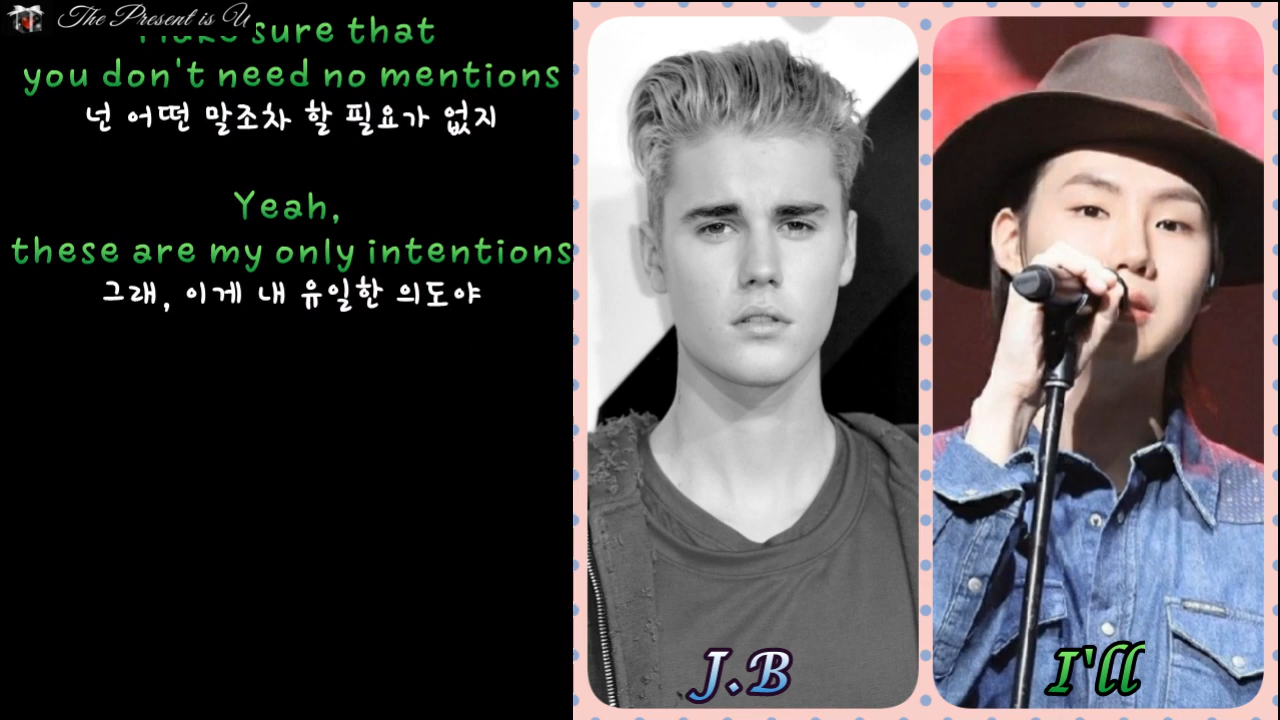 The Present is U
sure that
you don't need no mentions
넌 어떤 말조차 할 필요가 없지
Yeah,
these are my only intentions
그래, 이게 내 유일한 의도야
J.B
I'll